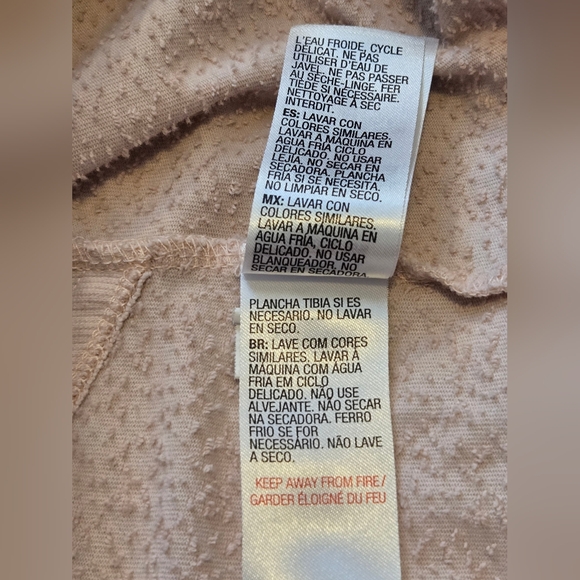 L'EAU FROIDE, CYCLE
DÉLICAT. NE PAS
UTILISER D'EAU DE
JAVEL. NE PAS PASSER
AU SÈCHE-LINGE. FER
TIÈDE SI NÉCESSAIRE.
NETTOYAGE À SEC
INTERDIT.
ES: LAVAR CON
COLORES SIMILARES.
LAVAR A MÁQUINA EN
AGUA FRÍA CICLO
DELICADO. NO USAR
LEJÍA. NO SECAR EN
SECADORA. PLANCHA
FRÍA SI SE NECESITA.
NO LIMPIAR EN SECO.
MX: LAVAR CON
COLORES SIMILARES.
LAVAR A MÁQUINA EN
AGUA FRÍA, CICLO
DELICADO. NO USAR
BLANQUEADOR. NO
SECAR EN SECADORA
PLANCHA TIBIA SI ES
NECESARIO. NO LAVAR
EN SECO.
BR: LAVE COM CORES
SIMILARES. LAVAR À
MÁQUINA COM ÁGUA
FRIA EM CICLO
DELICADO. NÃO USE
ALVEJANTE. NÃO SECAR
NA SECADORA. FERRO
FRIO SE FOR
NECESSÁRIO. NÃO LAVE
A SECO.
KEEP AWAY FROM FIRE/
GARDER ÉLOIGNÉ DU FEU